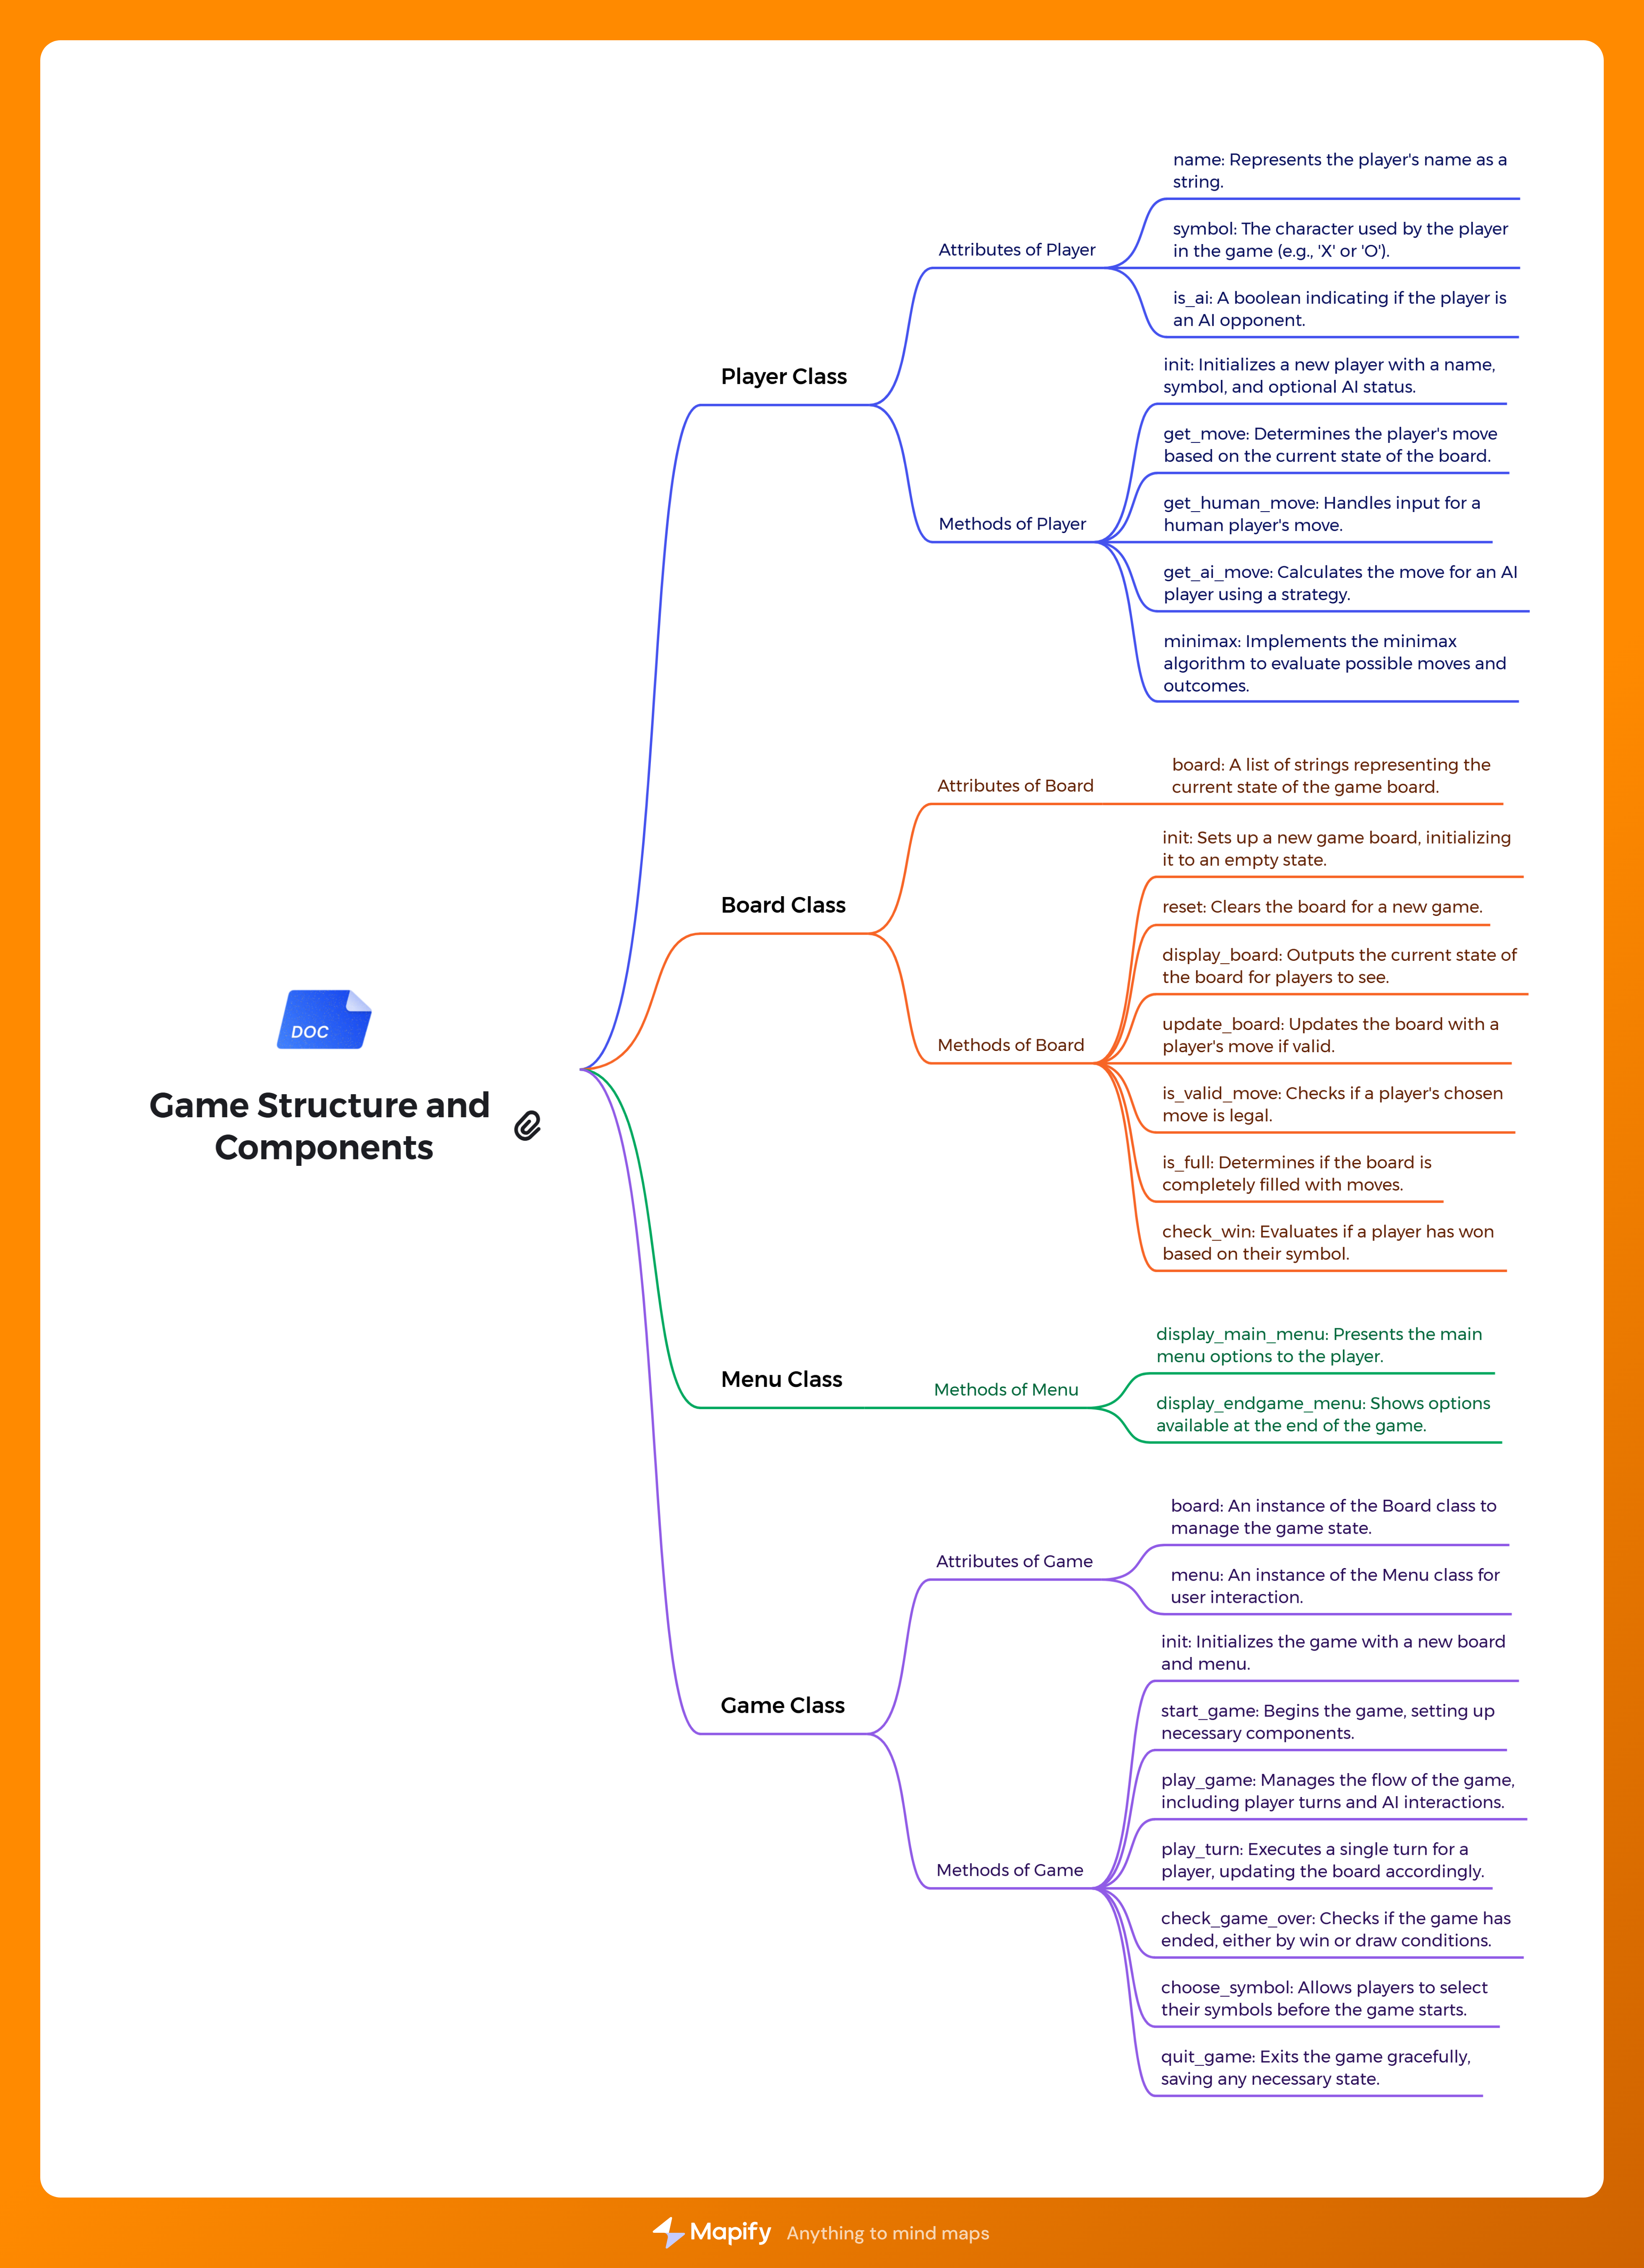 DOC
Game Structure and
Components
Player Class
Attributes of Player
name: Represents the player's name as a
string.
symbol: The character used by the player
in the game (e.g., 'X' or 'O').
is_ai: A boolean indicating if the player is
an AI opponent.
Methods of Player
init: Initializes a new player with a name,
symbol, and optional AI status.
get_move: Determines the player's move
based on the current state of the board.
get_human_move: Handles input for a
human player's move.
get_ai_move: Calculates the move for an AI
player using a strategy.
minimax: Implements the minimax
algorithm to evaluate possible moves and
outcomes.
Board Class
Attributes of Board
board: A list of strings representing the
current state of the game board.
Methods of Board
init: Sets up a new game board, initializing
it to an empty state.
reset: Clears the board for a new game.
display_board: Outputs the current state of
the board for players to see.
update_board: Updates the board with a
player's move if valid.
is_valid_move: Checks if a player's chosen
move is legal.
is_full: Determines if the board is
completely filled with moves.
check_win: Evaluates if a player has won
based on their symbol.
Menu Class
Methods of Menu
display_main_menu: Presents the main
menu options to the player.
display_endgame_menu: Shows options
available at the end of the game.
Game Class
Attributes of Game
board: An instance of the Board class to
manage the game state.
menu: An instance of the Menu class for
user interaction.
Methods of Game
init: Initializes the game with a new board
and menu.
start_game: Begins the game, setting up
necessary components.
play_game: Manages the flow of the game,
including player turns and AI interactions.
play_turn: Executes a single turn for a
player, updating the board accordingly.
check_game_over: Checks if the game has
ended, either by win or draw conditions.
choose_symbol: Allows players to select
their symbols before the game starts.
quit_game: Exits the game gracefully,
saving any necessary state.
Mapify Anything to mind maps